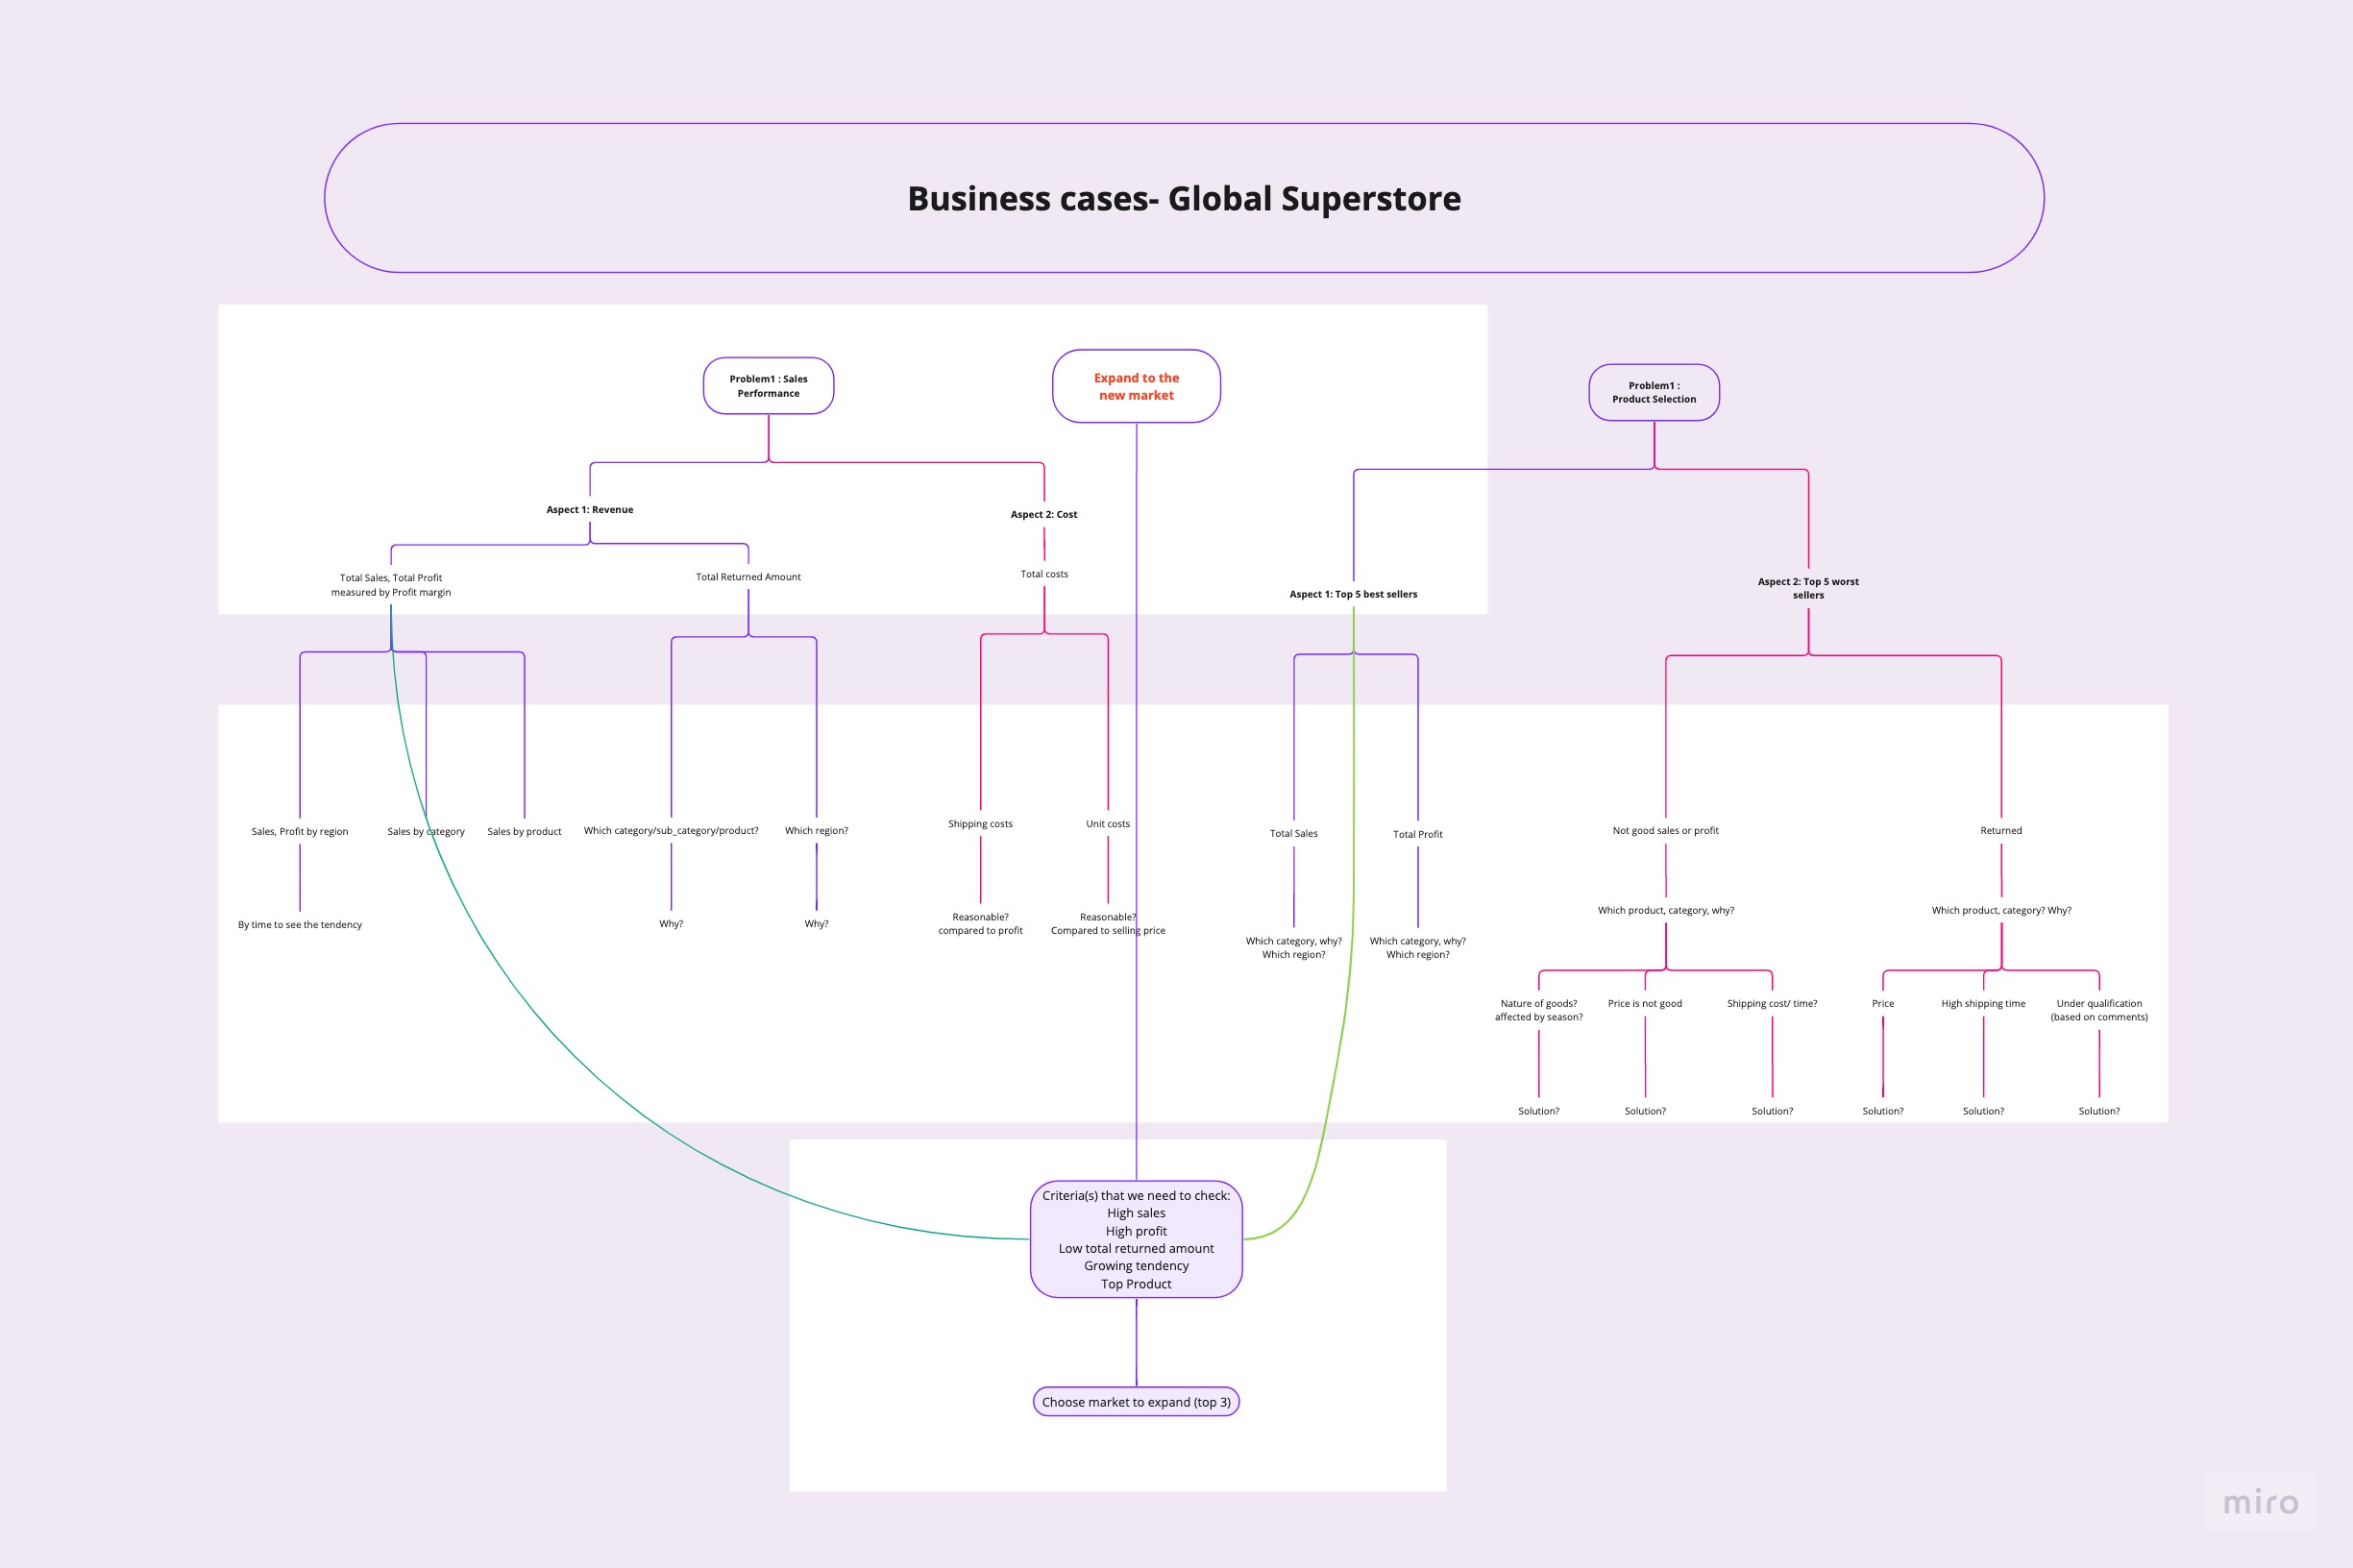 Business cases- Global Superstore
Problem1 : Sales
Performance
Expand to the
new market
Problem1 :
Product Selection
Aspect 1: Revenue
Aspect 2: Cost
Total Sales, Total Profit
measured by Profit margin
Total Returned Amount
Total costs
Aspect 1: Top 5 best sellers
Aspect 2: Top 5 worst
sellers
Sales, Profit by region
Sales by category
Sales by product
Which category/sub_category/product?
Which region?
Shipping costs
Unit costs
Total Sales
Total Profit
Not good sales or profit
Returned
By time to see the tendency
Why?
Why?
Reasonable?
compared to profit
Reasonable?
Compared to selling price
Which category, why?
Which region?
Which category, why?
Which region?
Which product, category, why?
Which product, category? Why?
Nature of goods?
affected by season?
Price is not good
Shipping cost/ time?
Price
High shipping time
Under qualification
(based on comments)
Solution?
Solution?
Solution?
Solution?
Solution?
Solution?
Criteria(s) that we need to check:
High sales
High profit
Low total returned amount
Growing tendency
Top Product
Choose market to expand (top 3)
miro